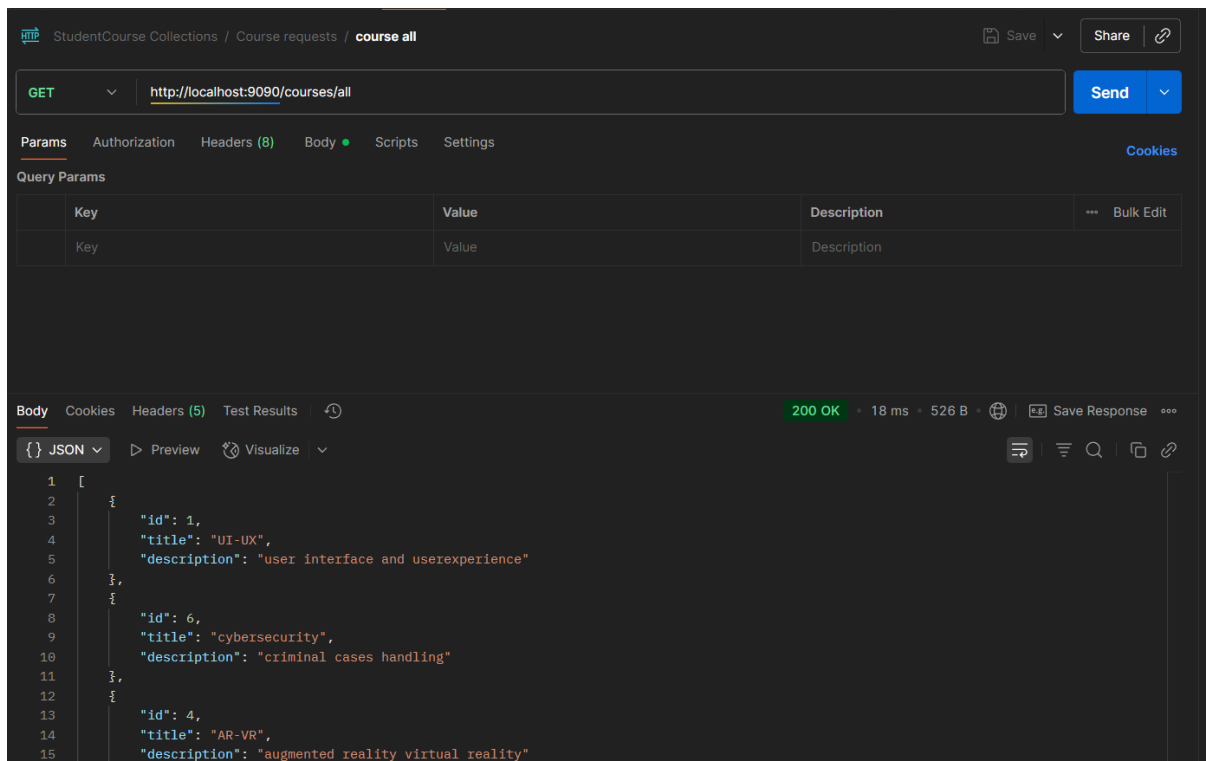 HTTP StudentCourse Collections / Course requests / course all Save Share
GET http://localhost:9090/courses/all Send
Params Authorization Headers (8) Body Scripts Settings Cookies
Query Params
Key Value Description Bulk Edit
Key Value Description
Body Cookies Headers (5) Test Results 200 OK 18 ms 526 B e.g. Save Response
{ } JSON Preview Visualize
1 [
2 {
3 "id": 1,
4 "title": "UI-UX",
5 "description": "user interface and userexperience"
6 },
7 {
8 "id": 6,
9 "title": "cybersecurity",
10 "description": "criminal cases handling"
11 },
12 {
13 "id": 4,
14 "title": "AR-VR",
15 "description": "augmented reality virtual reality"